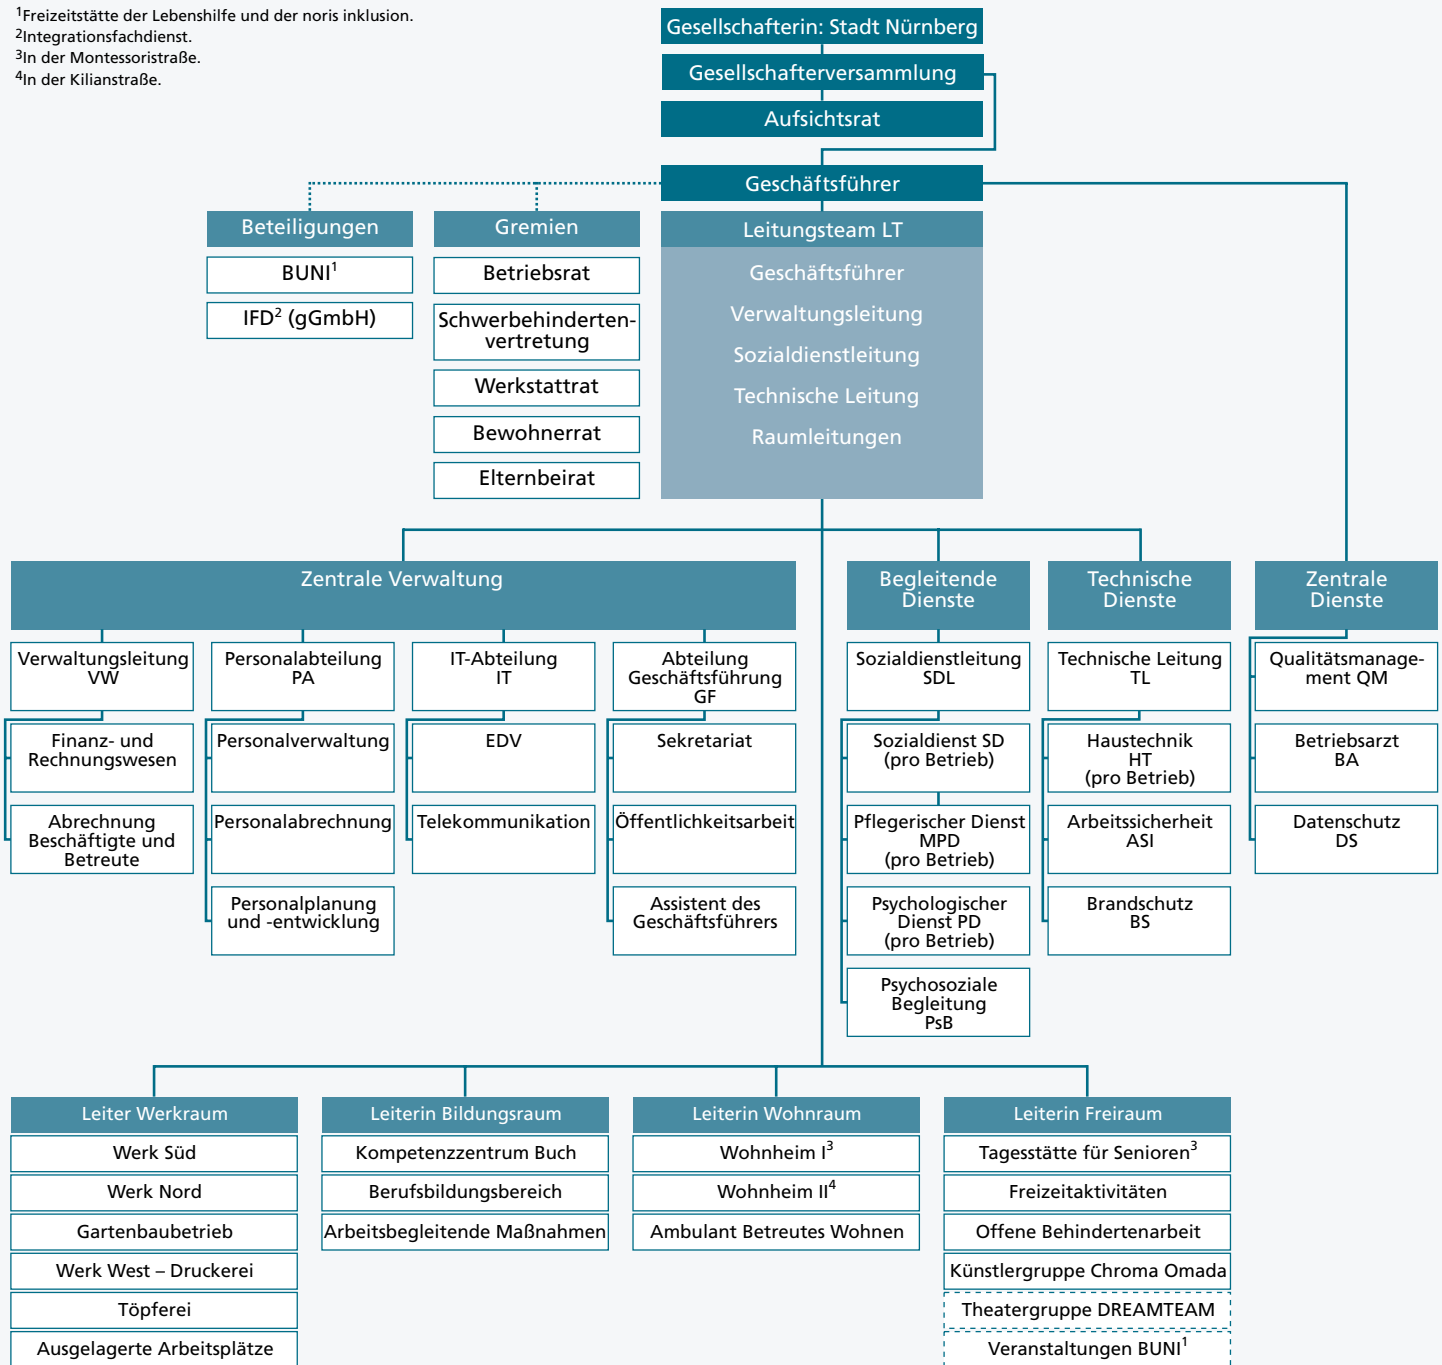 ¹Freizeitstätte der Lebenshilfe und der noris inklusion.
²Integrationsfachdienst.
³In der Montessoristraße.
⁴In der Kilianstraße.
Gesellschafterin: Stadt Nürnberg
Gesellschafterversammlung
Aufsichtsrat
Geschäftsführer
Beteiligungen
BUNI¹
IFD² (gGmbH)
Gremien
Betriebsrat
Schwerbehinderten-
vertretung
Werkstattrat
Bewohnerrat
Elternbeirat
Leitungsteam LT
Geschäftsführer
Verwaltungsleitung
Sozialdienstleitung
Technische Leitung
Raumleitungen
Zentrale Verwaltung
Verwaltungsleitung
VW
Finanz- und
Rechnungswesen
Abrechnung
Beschäftigte und
Betreute
Personalabteilung
PA
Personalverwaltung
Personalabrechnung
Personalplanung
und -entwicklung
IT-Abteilung
IT
EDV
Telekommunikation
Abteilung
Geschäftsführung
GF
Sekretariat
Öffentlichkeitsarbeit
Assistent des
Geschäftsführers
Begleitende
Dienste
Sozialdienstleitung
SDL
Sozialdienst SD
(pro Betrieb)
Pflegerischer Dienst
MPD
(pro Betrieb)
Psychologischer
Dienst PD
(pro Betrieb)
Psychosoziale
Begleitung
PsB
Technische
Dienste
Technische Leitung
TL
Haustechnik
HT
(pro Betrieb)
Arbeitssicherheit
ASI
Brandschutz
BS
Zentrale
Dienste
Qualitätsmanage-
ment QM
Betriebsarzt
BA
Datenschutz
DS
Leiter Werkraum
Werk Süd
Werk Nord
Gartenbaubetrieb
Werk West – Druckerei
Töpferei
Ausgelagerte Arbeitsplätze
Leiterin Bildungsraum
Kompetenzzentrum Buch
Berufsbildungsbereich
Arbeitsbegleitende Maßnahmen
Leiterin Wohnraum
Wohnheim I³
Wohnheim II⁴
Ambulant Betreutes Wohnen
Leiterin Freiraum
Tagesstätte für Senioren³
Freizeitaktivitäten
Offene Behindertenarbeit
Künstlergruppe Chroma Omada
Theatergruppe DREAMTEAM
Veranstaltungen BUNI¹